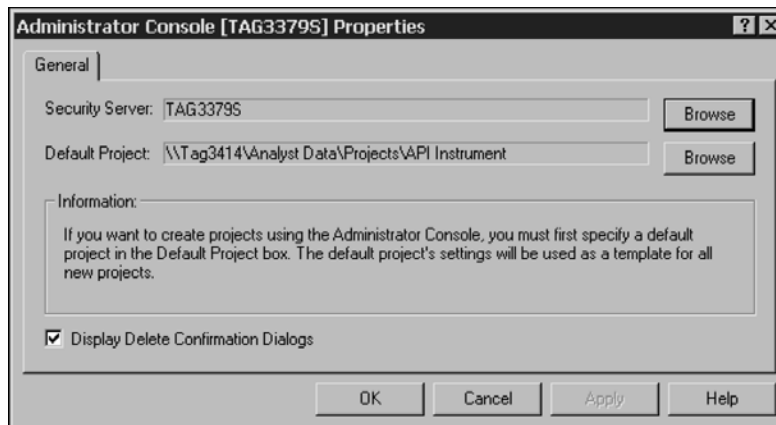 Administrator Console [TAG3379S] Properties
General
Security Server: TAG3379S Browse
Default Project: \\Tag3414\Analyst Data\Projects\API Instrument Browse
Information:
If you want to create projects using the Administrator Console, you must first specify a default
project in the Default Project box. The default project's settings will be used as a template for all
new projects.
Display Delete Confirmation Dialogs
OK Cancel Apply Help